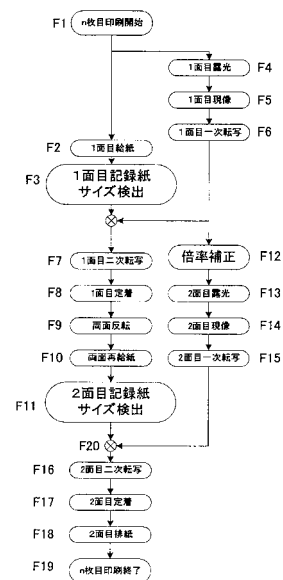 F1 n枚目印刷開始
1面目露光 F4
1面目現像 F5
1面目一次転写 F6
F2 1面目給紙
F3 1面目記録紙
サイズ検出
F7 1面目二次転写
倍率補正 F12
F8 1面目定着
2面目露光 F13
F9 両面反転
2面目現像 F14
F10 両面再給紙
2面目一次転写 F15
F11 2面目記録紙
サイズ検出
F20
F16 2面目二次転写
F17 2面目定着
F18 2面目排紙
F19 n枚目印刷終了